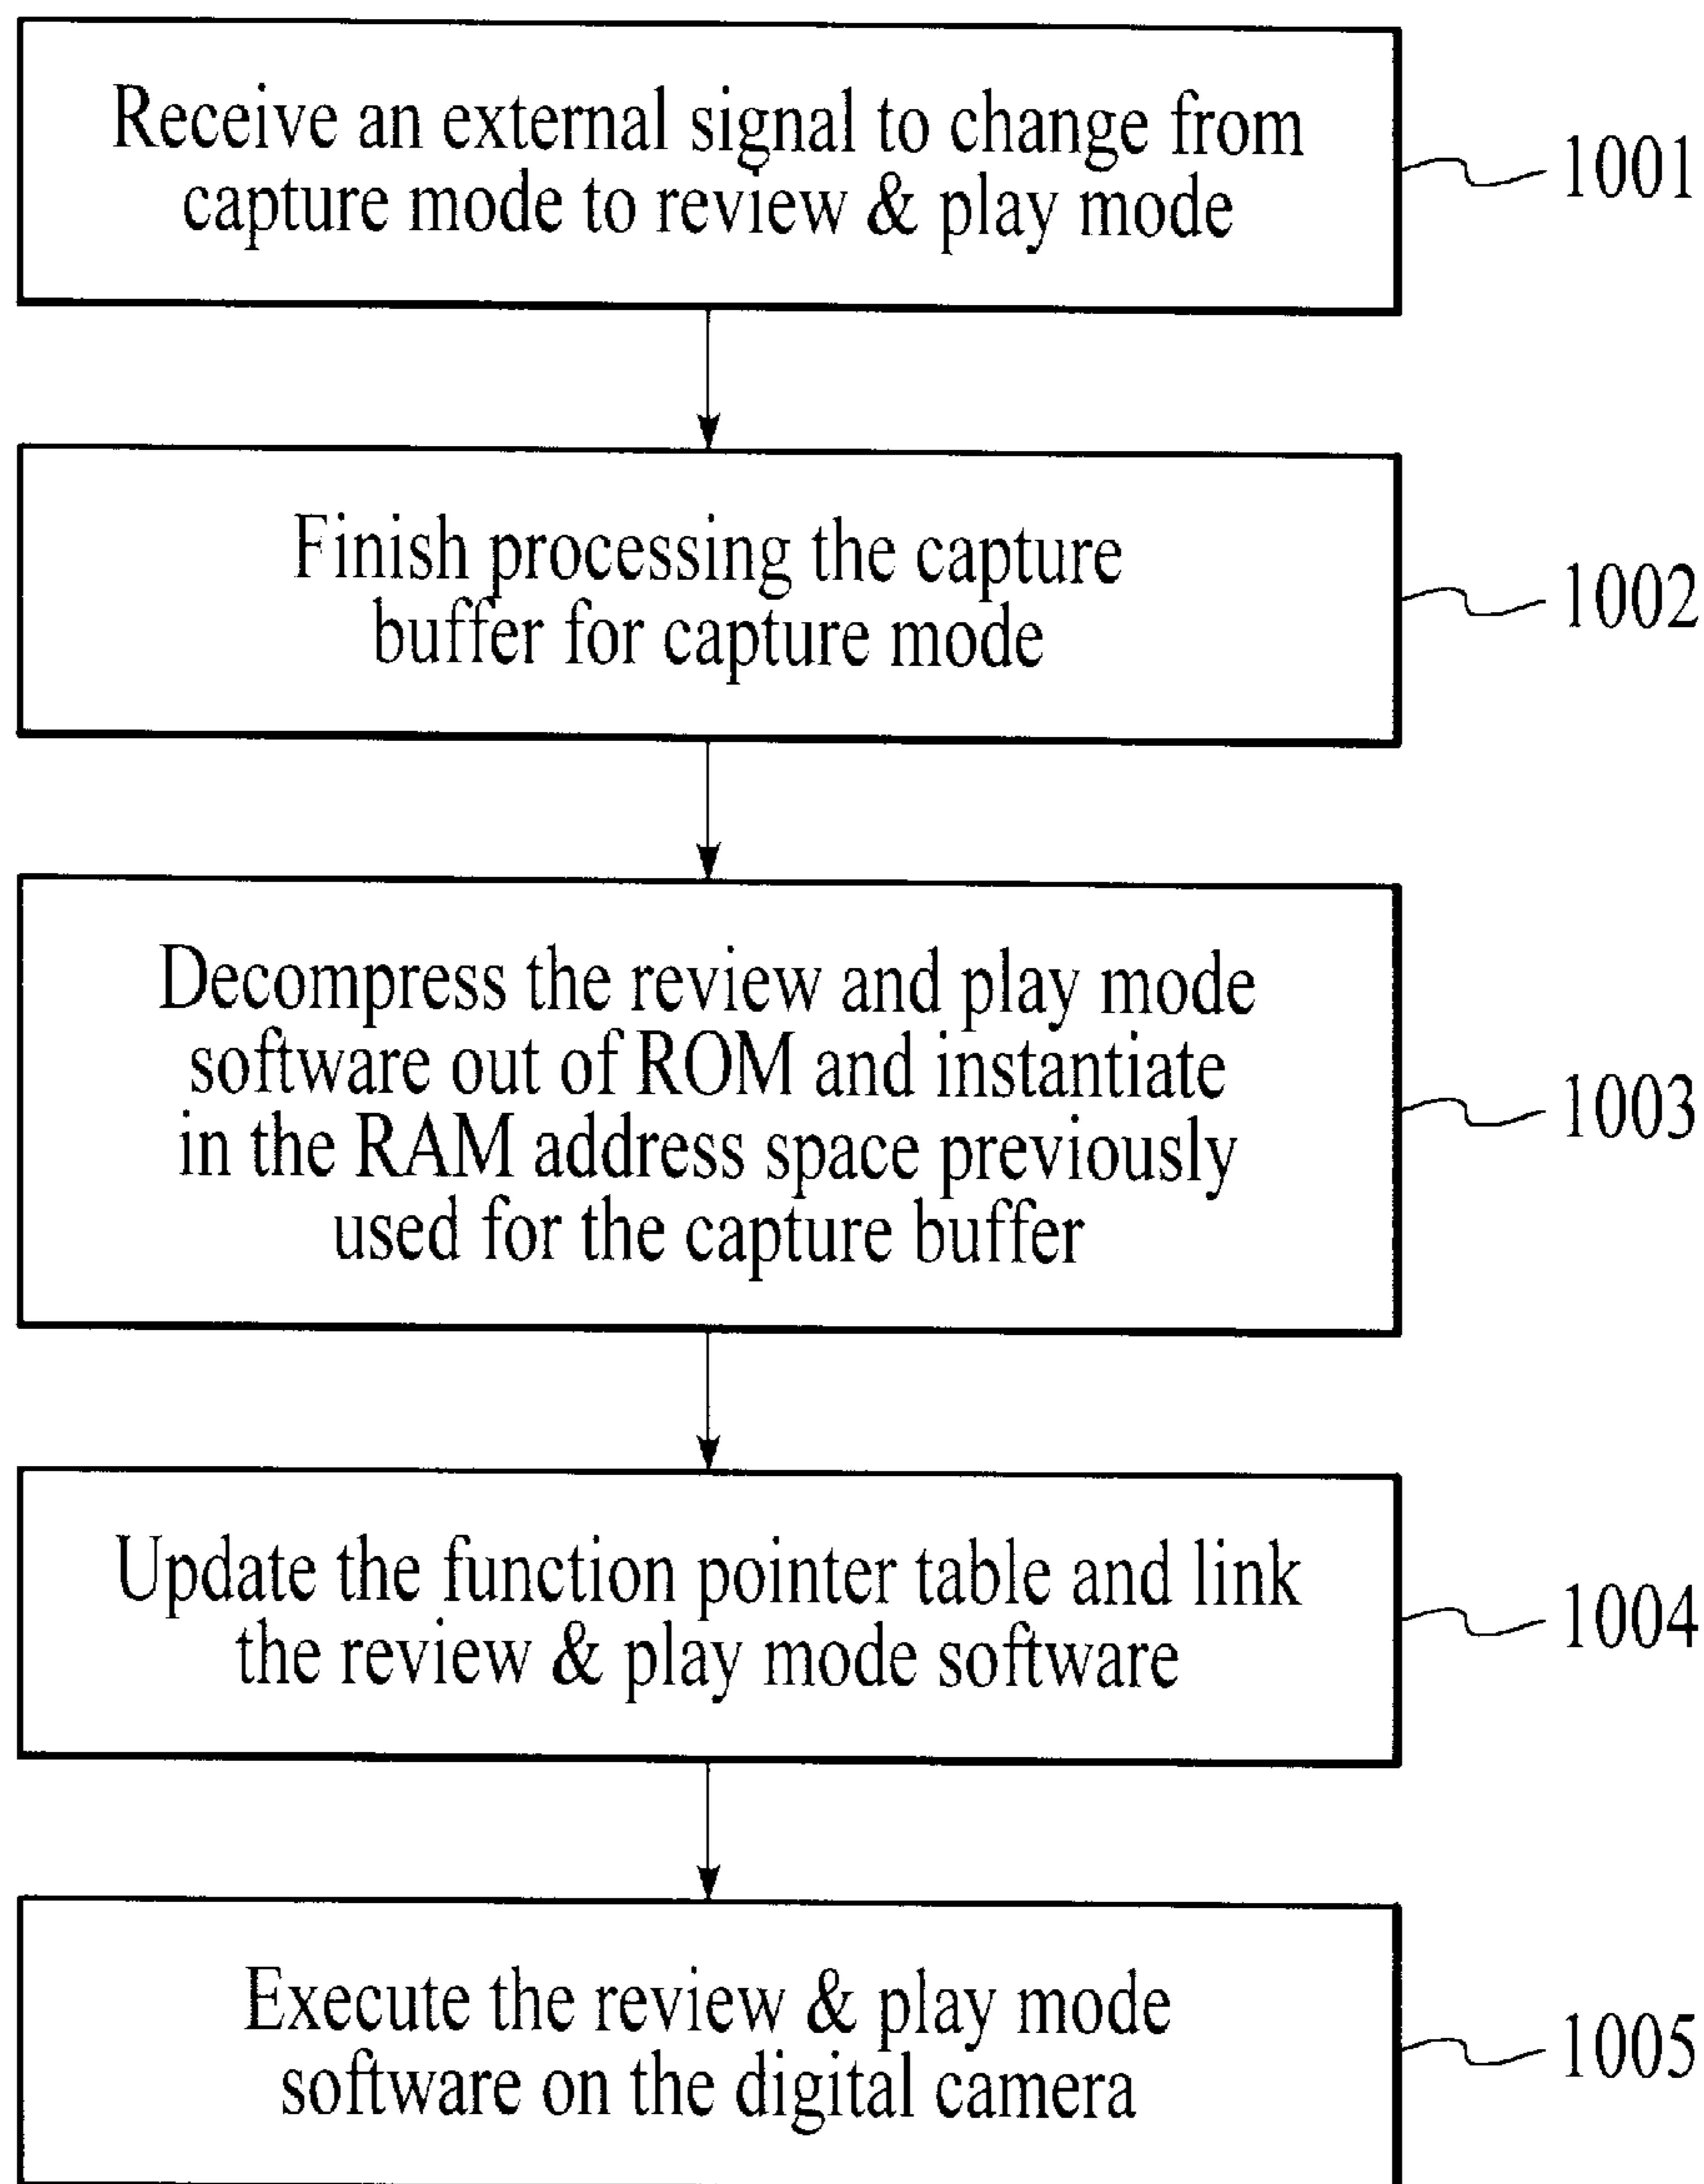 Receive an external signal to change from
capture mode to review & play mode
1001
Finish processing the capture
buffer for capture mode
1002
Decompress the review and play mode
software out of ROM and instantiate
in the RAM address space previously
used for the capture buffer
1003
Update the function pointer table and link
the review & play mode software
1004
Execute the review & play mode
software on the digital camera
1005